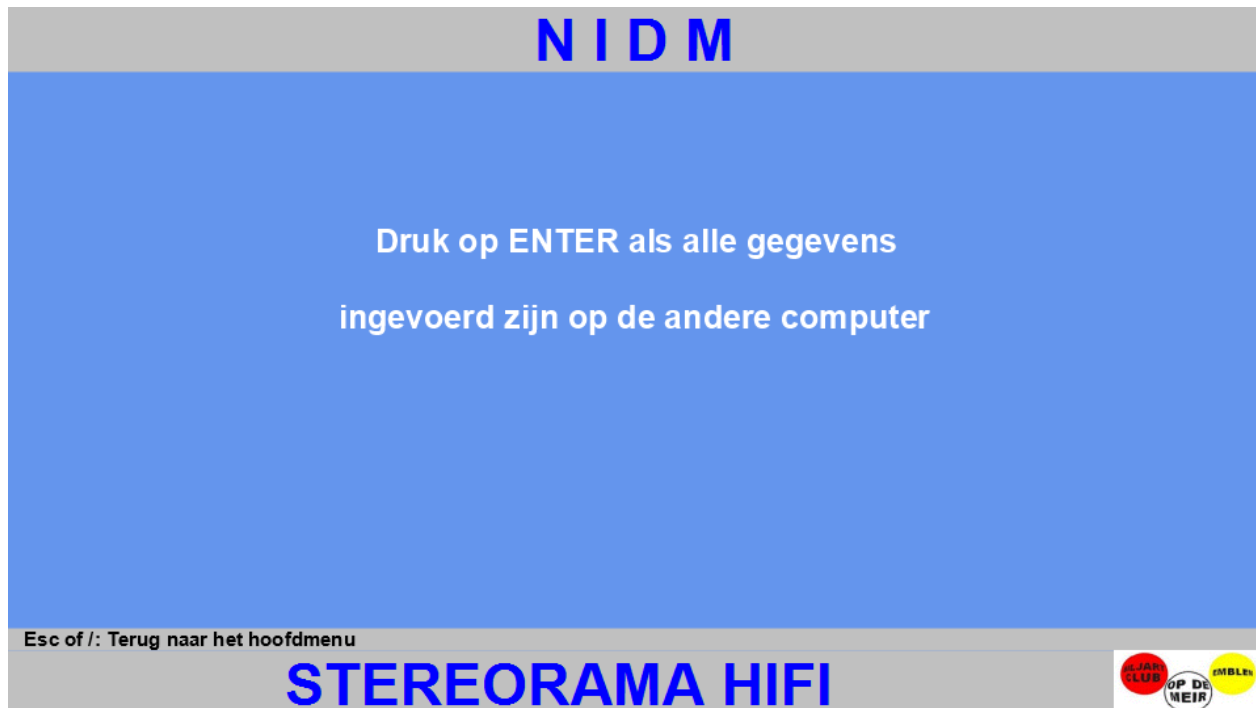 N I D M
Druk op ENTER als alle gegevens
ingevoerd zijn op de andere computer
Esc of /: Terug naar het hoofdmenu
STEREORAMA HIFI
CLUB
OP DE
MEIR
EMBLEM